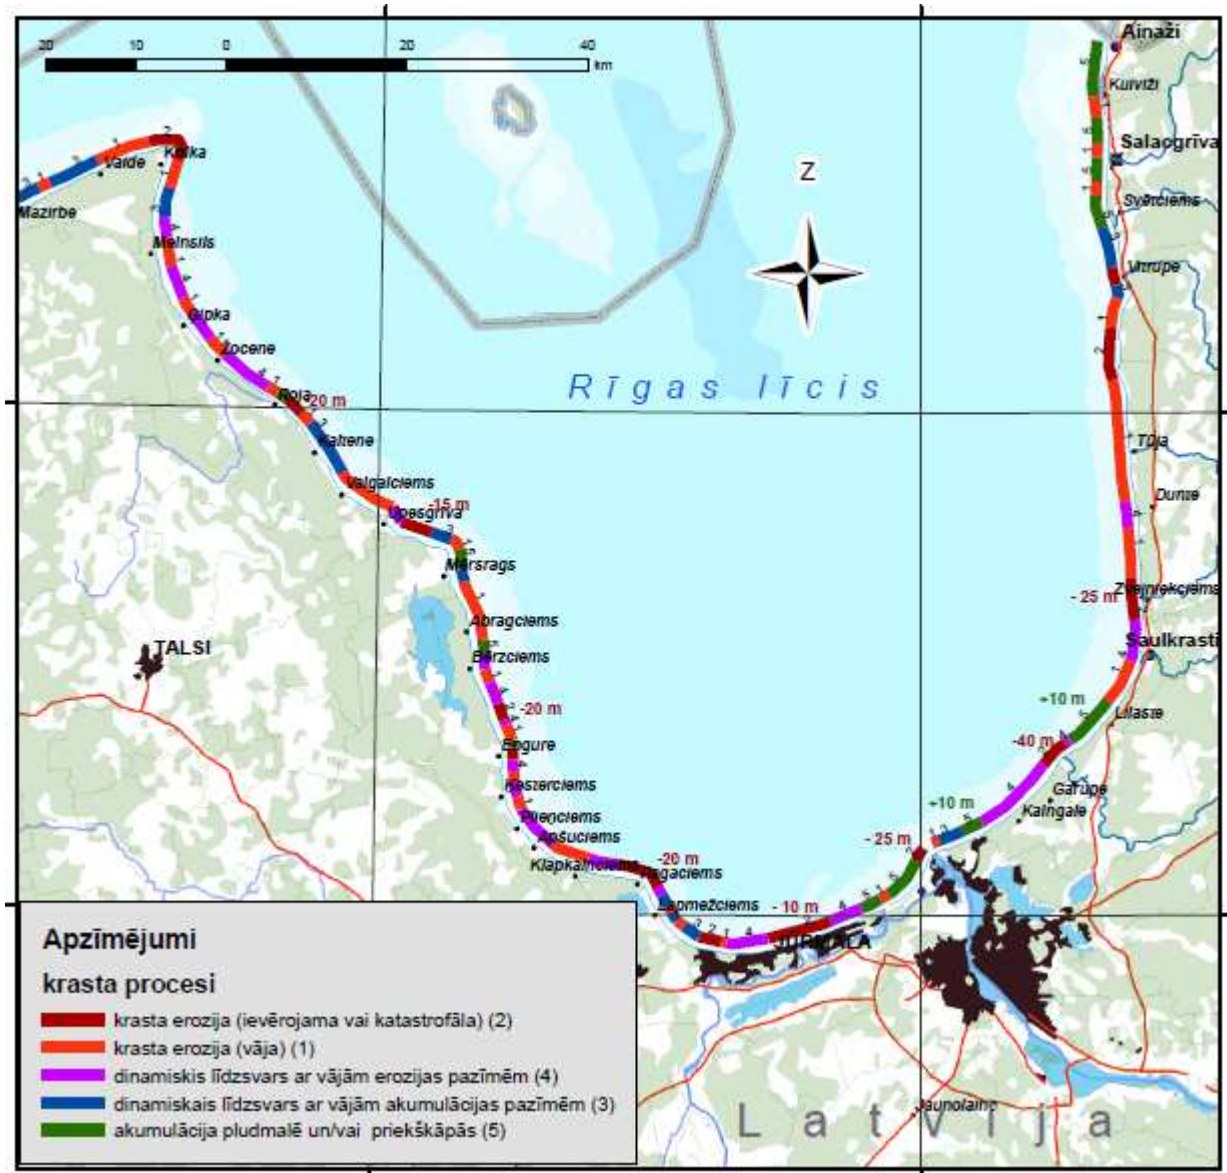 20 10 0 20 40
km
Ainaži
Kuiviži
Salacgrīva
Svētciems
Vitrupe
Tūja
Dunte
Zvejniekciems
- 25 m
Saulkrasti
+10 m
Lilaste
-40 m
Garupe
Kalngale
+10 m
- 25 m
Z
Rīgas līcis
Kolka
Vaide
Mazirbe
Melnsils
Ģipka
Žocene
Roja
-20 m
Kaltene
Valgalciems
-15 m
Upesgrīva
Mērsrags
Abragciems
Bērzciems
-20 m
Engure
Ķesterciems
Plieņciems
Apšuciems
Klapkalnciems
-20 m
Ragaciems
Lapmežciems
- 10 m
JŪRMALA
TALSI
Jaunolaine
Latvija
Apzīmējumi
krasta procesi
krasta erozija (ievērojama vai katastrofāla) (2)
krasta erozija (vāja) (1)
dinamiskis līdzsvars ar vājām erozijas pazīmēm (4)
dinamiskais līdzsvars ar vājām akumulācijas pazīmēm (3)
akumulācija pludmalē un/vai priekškāpās (5)